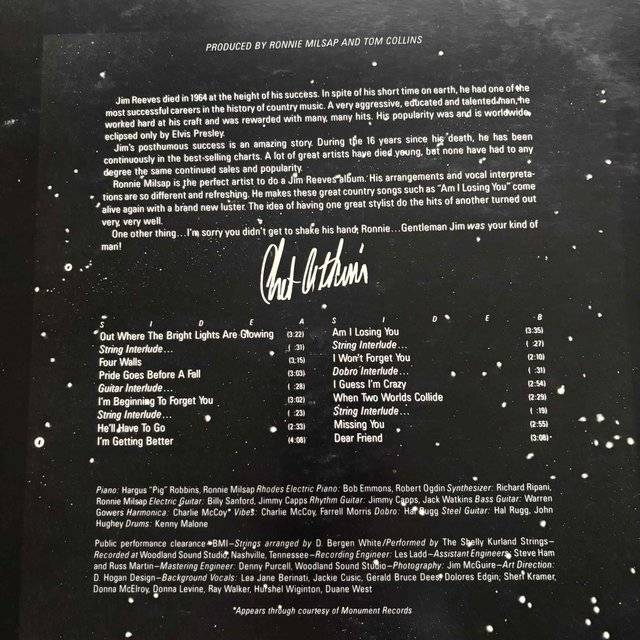 PRODUCED BY RONNIE MILSAP AND TOM COLLINS
Jim Reeves died in 1964 at the height of his success. In spite of his short time on earth, he had one of the
most successful careers in the history of country music. A very aggressive, educated and talented man, he
worked hard at his craft and was rewarded with many, many hits. His popularity was and is worldwide,
eclipsed only by Elvis Presley.
Jim's posthumous success is an amazing story. During the 16 years since his death, he has been
continuously in the best-selling charts. A lot of great artists have died young, but none have had to any
degree the same continued sales and popularity.
Ronnie Milsap is the perfect artist to do a Jim Reeves album. His arrangements and vocal interpreta-
tions are so different and refreshing. He makes these great country songs such as "Am I Losing You" come
alive again with a brand new luster. The idea of having one great stylist do the hits of another turned out
very, very well.
One other thing...I'm sorry you didn't get to shake his hand, Ronnie...Gentleman Jim was your kind of
man!
Chet Atkins
SIDE A
Out Where The Bright Lights Are Glowing (3:22)
String Interlude... ( :31)
Four Walls (3:15)
Pride Goes Before A Fall (3:03)
Guitar Interlude... ( :28)
I'm Beginning To Forget You (3:02)
String Interlude... ( :23)
He'll Have To Go (2:33)
I'm Getting Better (4:08)
SIDE B
Am I Losing You (3:35)
String Interlude... ( :27)
I Won't Forget You (2:10)
Dobro Interlude... ( :31)
I Guess I'm Crazy (2:54)
When Two Worlds Collide (2:29)
String Interlude... ( :19)
Missing You (2:55)
Dear Friend (3:08)
Piano: Hargus "Pig" Robbins, Ronnie Milsap Rhodes Electric Piano: Bob Emmons, Robert Ogdin Synthesizer: Richard Ripani,
Ronnie Milsap Electric Guitar: Billy Sanford, Jimmy Capps Rhythm Guitar: Jimmy Capps, Jack Watkins Bass Guitar: Warren
Gowers Harmonica: Charlie McCoy* Vibes: Charlie McCoy, Farrell Morris Dobro: Hal Rugg Steel Guitar: Hal Rugg, John
Hughey Drums: Kenny Malone
Public performance clearance—BMI—Strings arranged by D. Bergen White/Performed by The Shelly Kurland Strings—
Recorded at Woodland Sound Studio, Nashville, Tennessee—Recording Engineer: Les Ladd—Assistant Engineers: Steve Ham
and Russ Martin—Mastering Engineer: Denny Purcell, Woodland Sound Studio—Photography: Jim McGuire—Art Direction:
D. Hogan Design—Background Vocals: Lea Jane Berinati, Jackie Cusic, Gerald Bruce Dees, Dolores Edgin, Sheri Kramer,
Donna McElroy, Donna Levine, Ray Walker, Hurshel Wiginton, Duane West
*Appears through courtesy of Monument Records